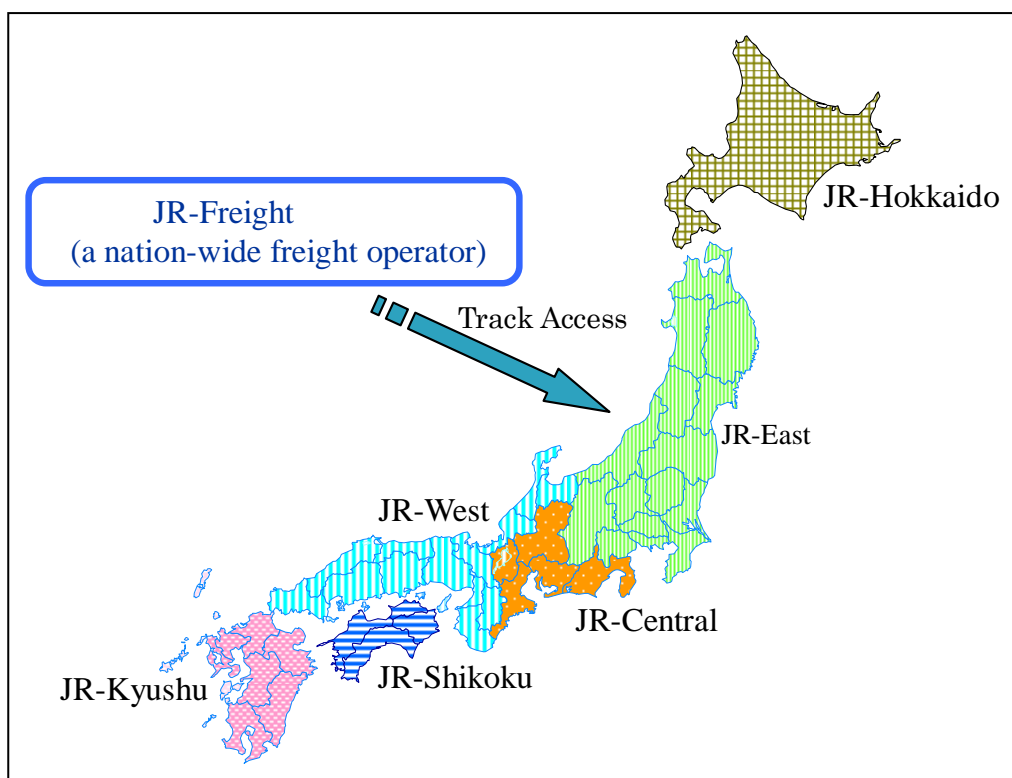 JR-Hokkaido
JR-Freight
(a nation-wide freight operator)
Track Access
JR-East
JR-West
JR-Central
JR-Shikoku
JR-Kyushu